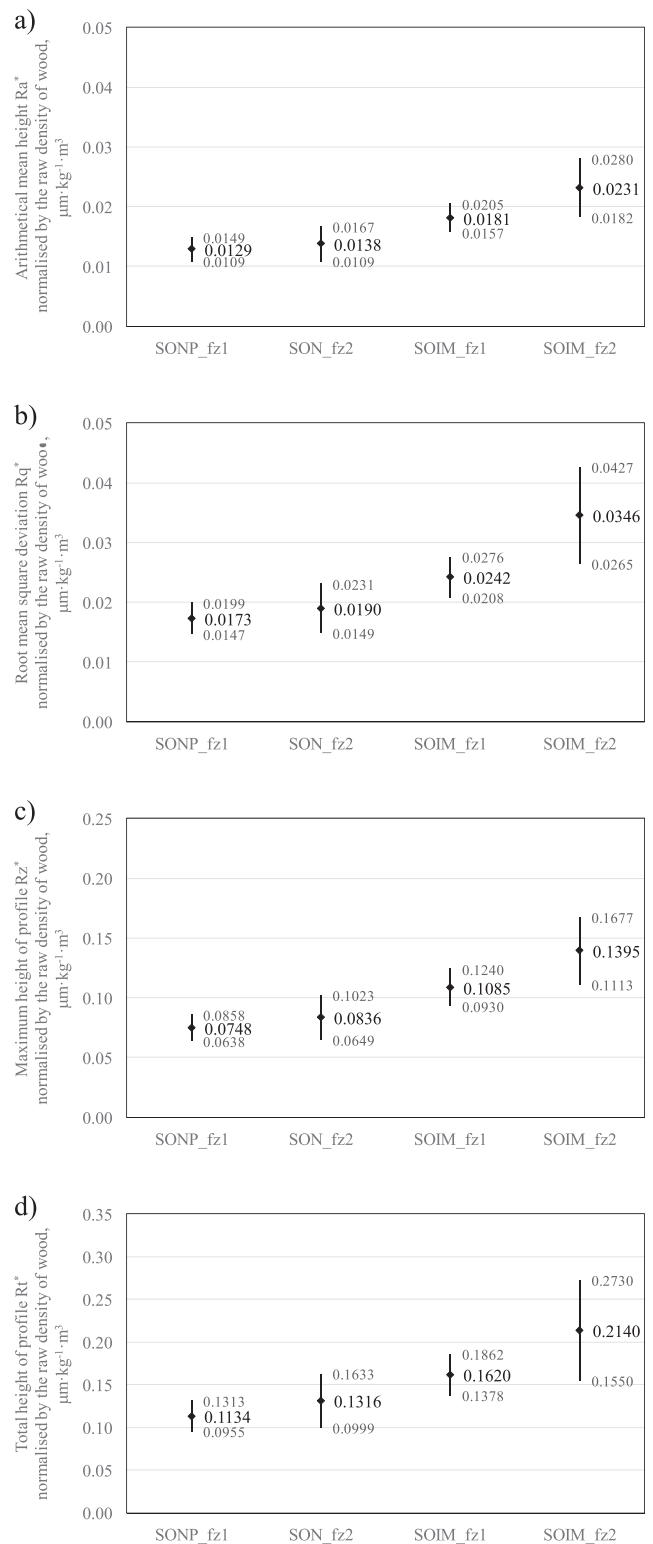 a)
Arithmetical mean height Ra*,
normalised by the raw density of wood,
μm·kg⁻¹·m³
0.05
0.04
0.03
0.02
0.01
0.00
0.0149
0.0129
0.0109
0.0167
0.0138
0.0109
0.0205
0.0181
0.0157
0.0280
0.0231
0.0182
SONP_fz1
SON_fz2
SOIM_fz1
SOIM_fz2
b)
Root mean square deviation Rq*
normalised by the raw density of
μm·kg⁻¹·m³
0.05
0.04
0.03
0.02
0.01
0.00
0.0199
0.0173
0.0147
0.0231
0.0190
0.0149
0.0276
0.0242
0.0208
0.0427
0.0346
0.0265
SONP_fz1
SON_fz2
SOIM_fz1
SOIM_fz2
c)
Maximum height of profile Rz*
normalised by the raw density of wood,
μm·kg⁻¹·m³
0.25
0.20
0.15
0.10
0.05
0.00
0.0858
0.0748
0.0638
0.1023
0.0836
0.0649
0.1240
0.1085
0.0930
0.1677
0.1395
0.1113
SONP_fz1
SON_fz2
SOIM_fz1
SOIM_fz2
d)
Total height of profile Rt*
normalised by the raw density of wood,
μm·kg⁻¹·m³
0.35
0.30
0.25
0.20
0.15
0.10
0.05
0.00
0.1313
0.1134
0.0955
0.1633
0.1316
0.0999
0.1862
0.1620
0.1378
0.2730
0.2140
0.1550
SONP_fz1
SON_fz2
SOIM_fz1
SOIM_fz2